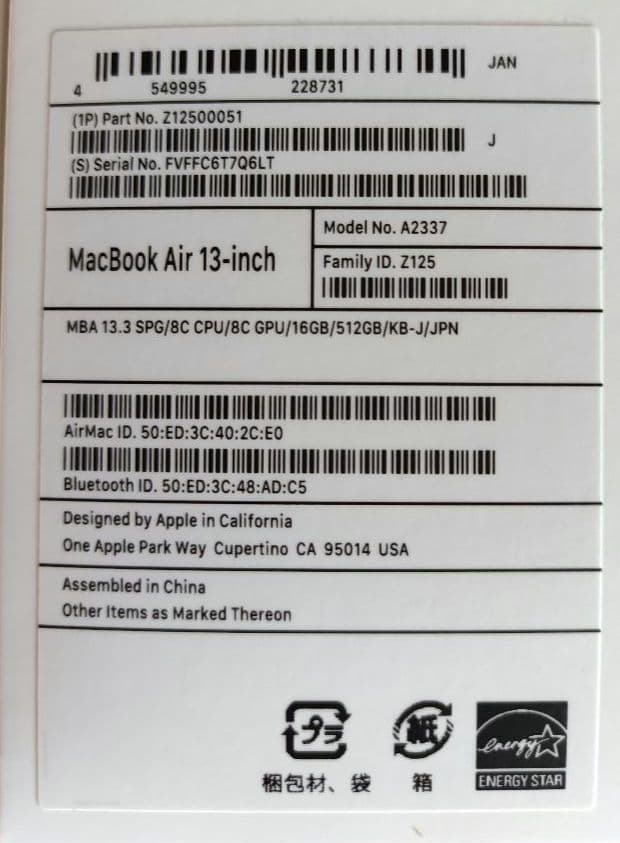 JAN
4 549995 228731
(1P) Part No. Z12500051
J
(S) Serial No. FVFFC6T7Q6LT
MacBook Air 13-inch
Model No. A2337
Family ID. Z125
MBA 13.3 SPG/8C CPU/8C GPU/16GB/512GB/KB-J/JPN
AirMac ID. 50:ED:3C:40:2C:E0
Bluetooth ID. 50:ED:3C:48:AD:C5
Designed by Apple in California
One Apple Park Way Cupertino CA 95014 USA
Assembled in China
Other Items as Marked Thereon
プラ
紙
energy
梱包材、袋
箱
ENERGY STAR